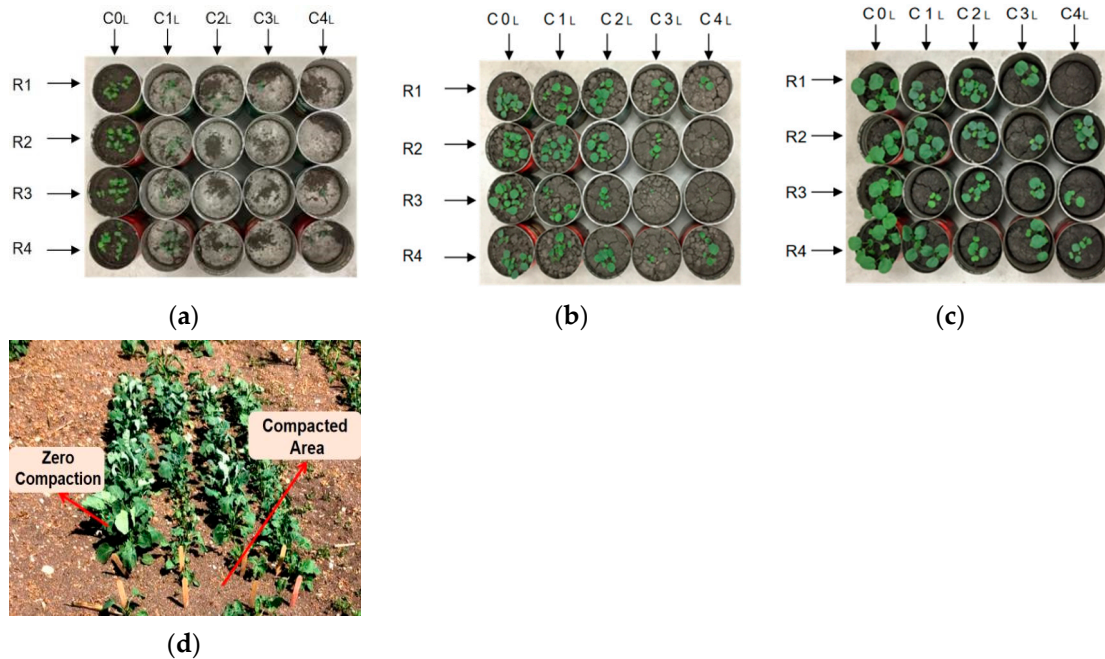 C0L C1L C2L C3L C4L
R1
R2
R3
R4
(a)
C0L C1L C2L C3L C4L
R1
R2
R3
R4
(b)
C0L C1L C2L C3L C4L
R1
R2
R3
R4
(c)
Zero
Compaction
Compacted
Area
(d)